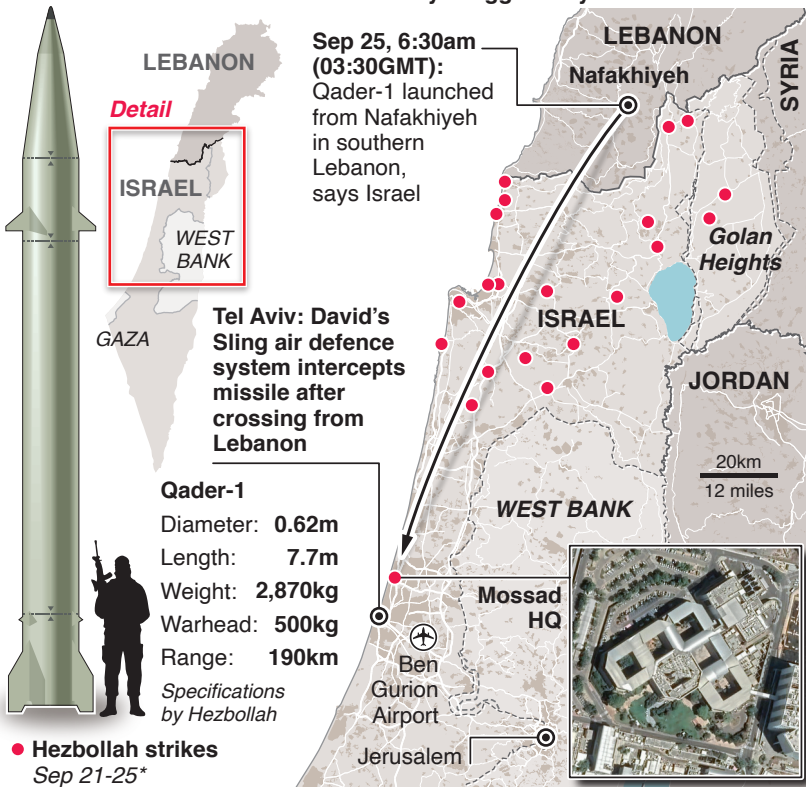 LEBANON
Detail
ISRAEL
WEST
BANK
GAZA
Sep 25, 6:30am
(03:30GMT):
Qader-1 launched
from Nafakhiyeh
in southern
Lebanon,
says Israel
LEBANON
Nafakhiyeh
SYRIA
Golan
Heights
ISRAEL
JORDAN
20km
12 miles
WEST BANK
Tel Aviv: David's
Sling air defence
system intercepts
missile after
crossing from
Lebanon
Qader-1
Diameter: 0.62m
Length: 7.7m
Weight: 2,870kg
Warhead: 500kg
Range: 190km
Specifications
by Hezbollah
Mossad
HQ
Ben
Gurion
Airport
Jerusalem
Hezbollah strikes
Sep 21-25*